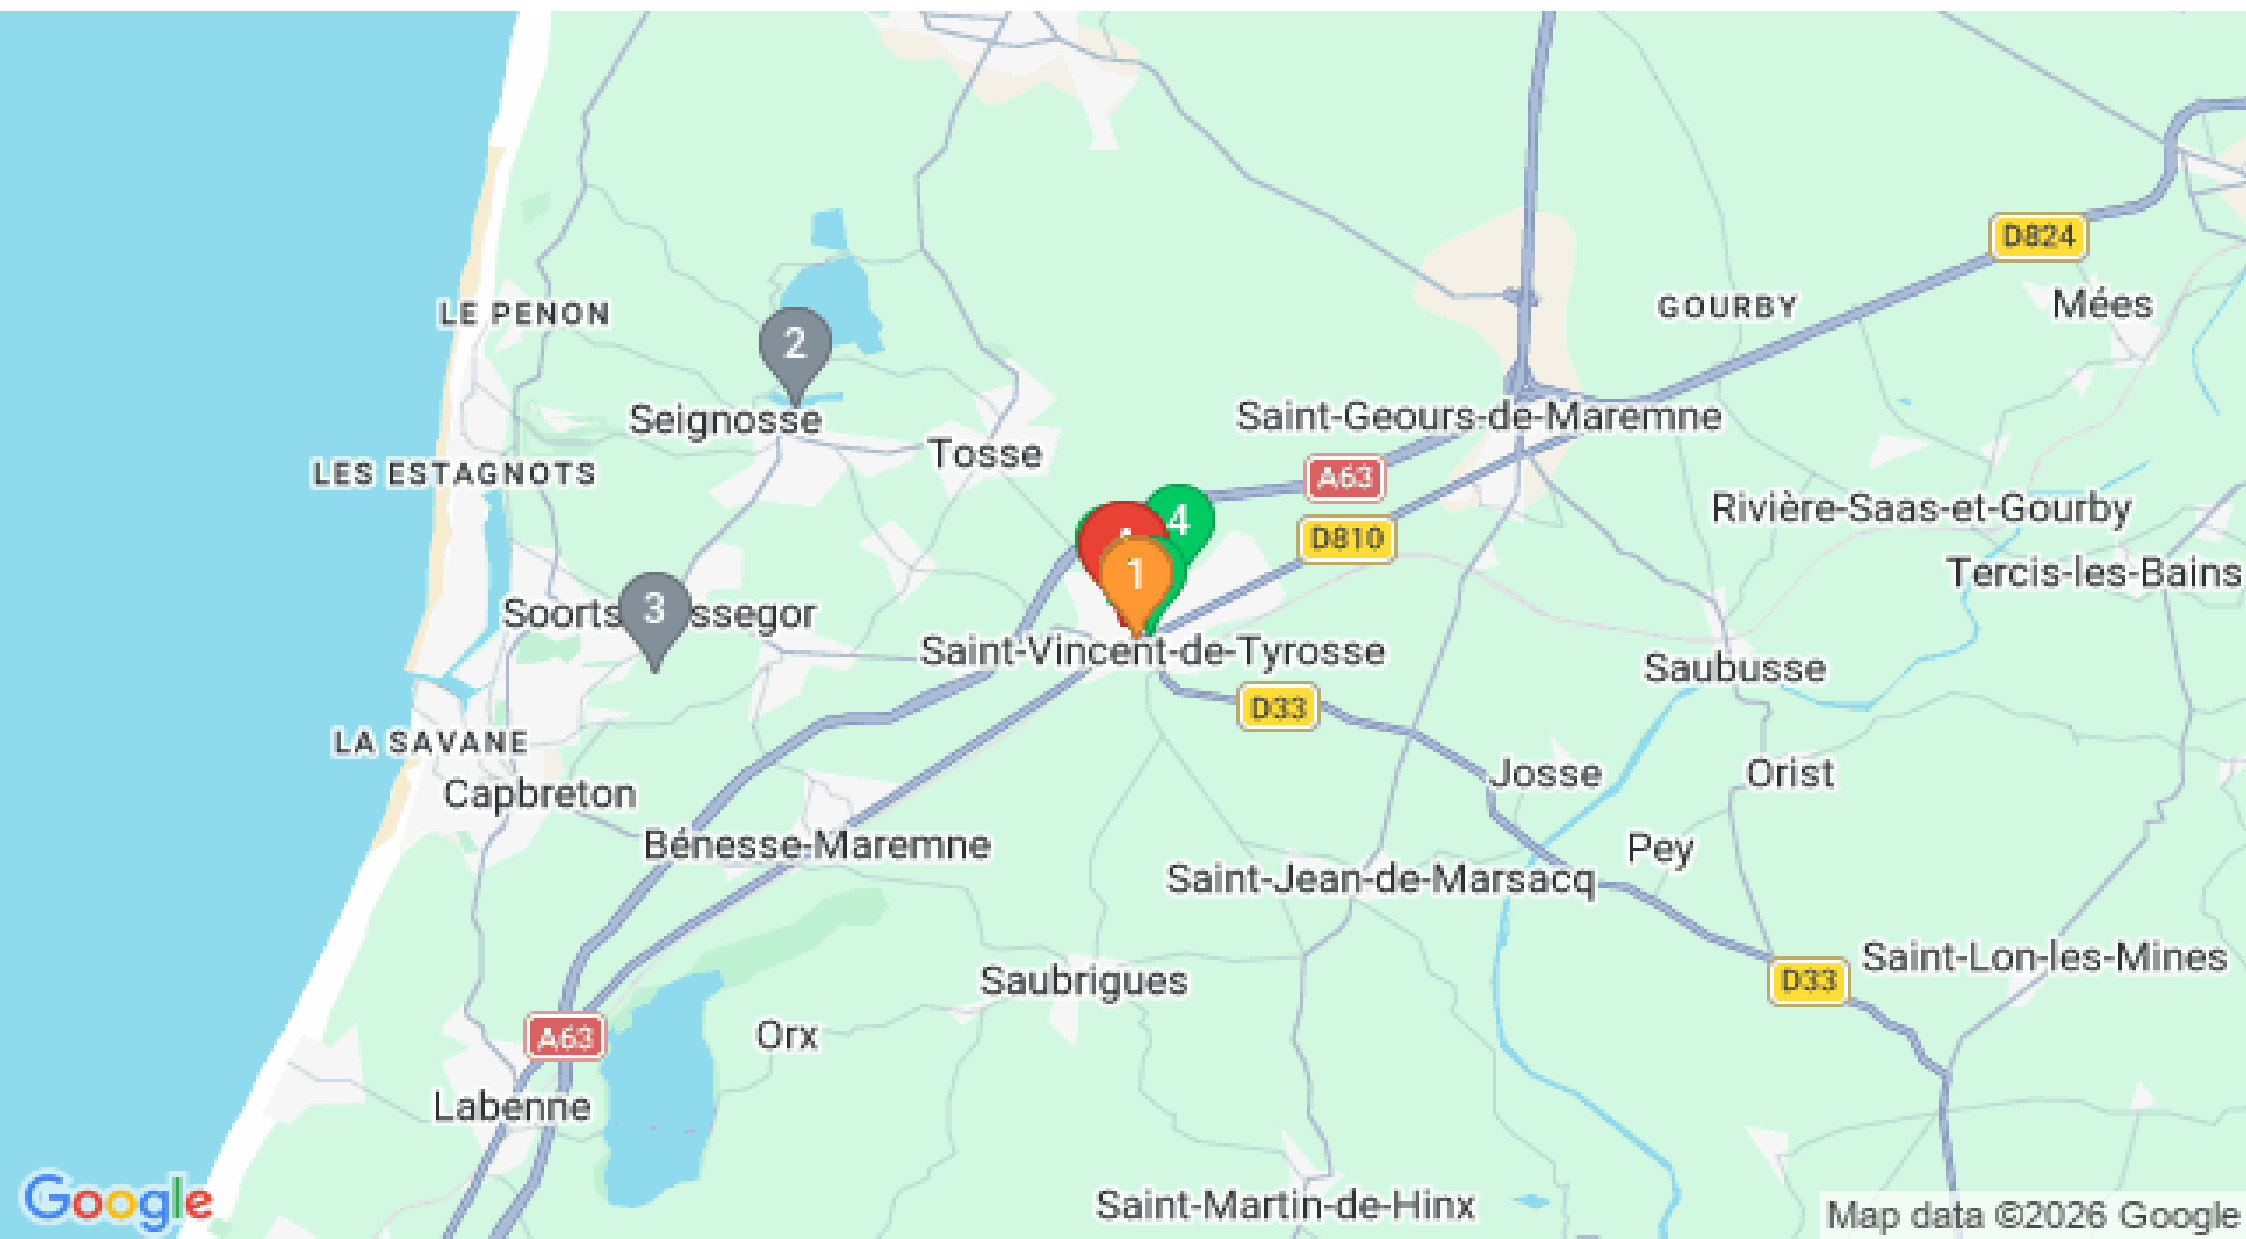 D824
Mées
LE PENON
GOURBY
2
Seignosse
Saint-Geours-de-Maremne
Tosse
LES ESTAGNOTS
A63
Rivière-Saas-et-Gourby
4
D810
Tercis-les-Bains
1
3
Soorts
ssegor
Saint-Vincent-de-Tyrosse
Saubusse
D33
LA SAVANE
Josse
Orist
Capbreton
Bénesse-Maremne
Pey
Saint-Jean-de-Marsacq
Saint-Lon-les-Mines
Saubrigues
D33
Orx
A63
Labenne
Google
Saint-Martin-de-Hinx
Map data ©2026 Google